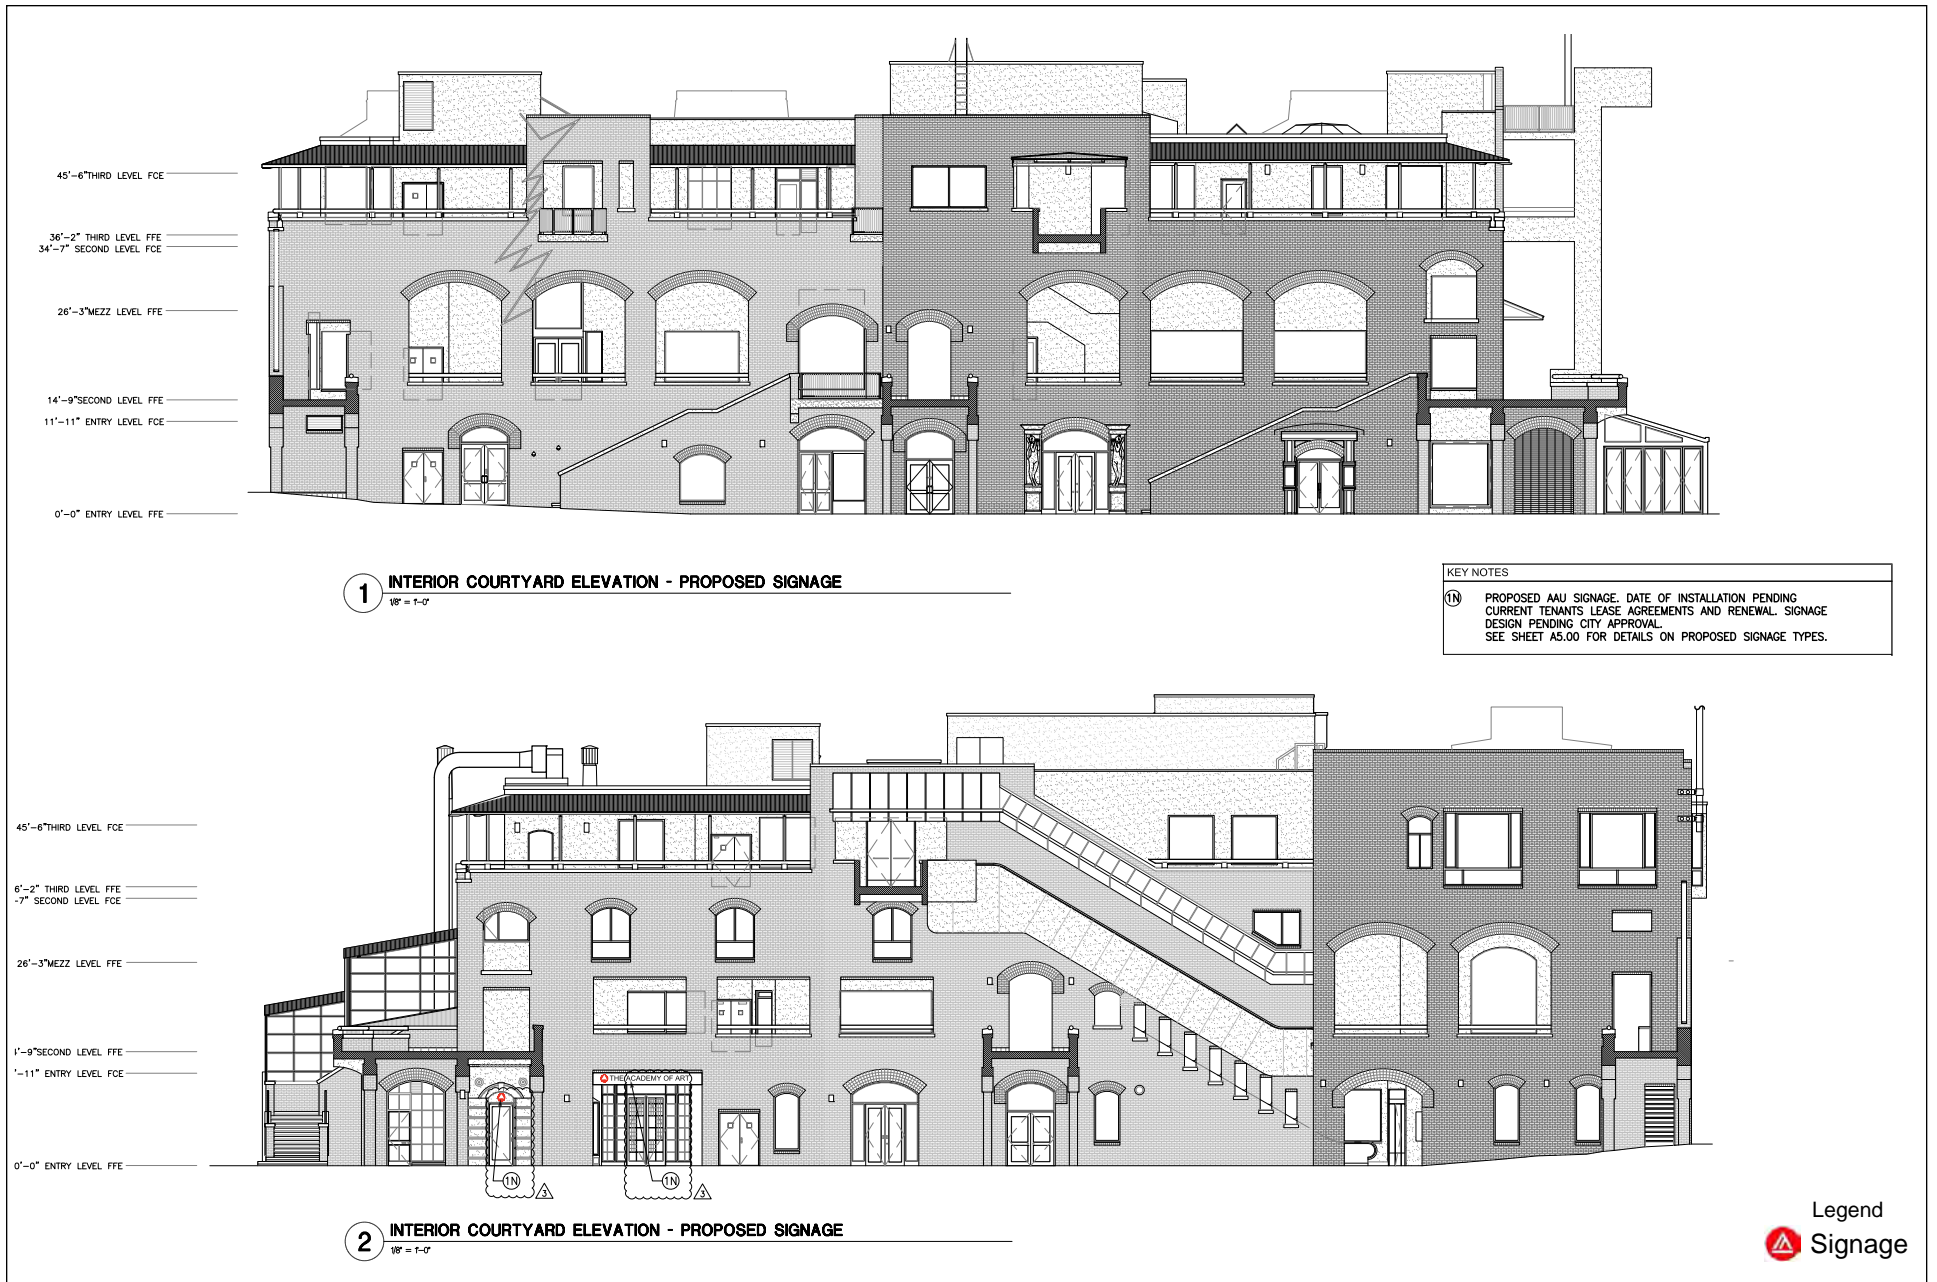 45'-6"THIRD LEVEL FCE
36'-2" THIRD LEVEL FFE
34'-7" SECOND LEVEL FCE
26'-3"MEZZ LEVEL FFE
14'-9"SECOND LEVEL FFE
11'-11" ENTRY LEVEL FCE
0'-0" ENTRY LEVEL FFE
1 INTERIOR COURTYARD ELEVATION - PROPOSED SIGNAGE
1/8" = 1'-0"
KEY NOTES
1N PROPOSED AAU SIGNAGE. DATE OF INSTALLATION PENDING
CURRENT TENANTS LEASE AGREEMENTS AND RENEWAL. SIGNAGE
DESIGN PENDING CITY APPROVAL.
SEE SHEET A5.00 FOR DETAILS ON PROPOSED SIGNAGE TYPES.
45'-6"THIRD LEVEL FCE
6'-2" THIRD LEVEL FFE
-7" SECOND LEVEL FCE
26'-3"MEZZ LEVEL FFE
'-9"SECOND LEVEL FFE
'-11" ENTRY LEVEL FCE
THE ACADEMY OF ART
0'-0" ENTRY LEVEL FFE
1N 3 1N 3
2 INTERIOR COURTYARD ELEVATION - PROPOSED SIGNAGE
1/8" = 1'-0"
Legend
Signage